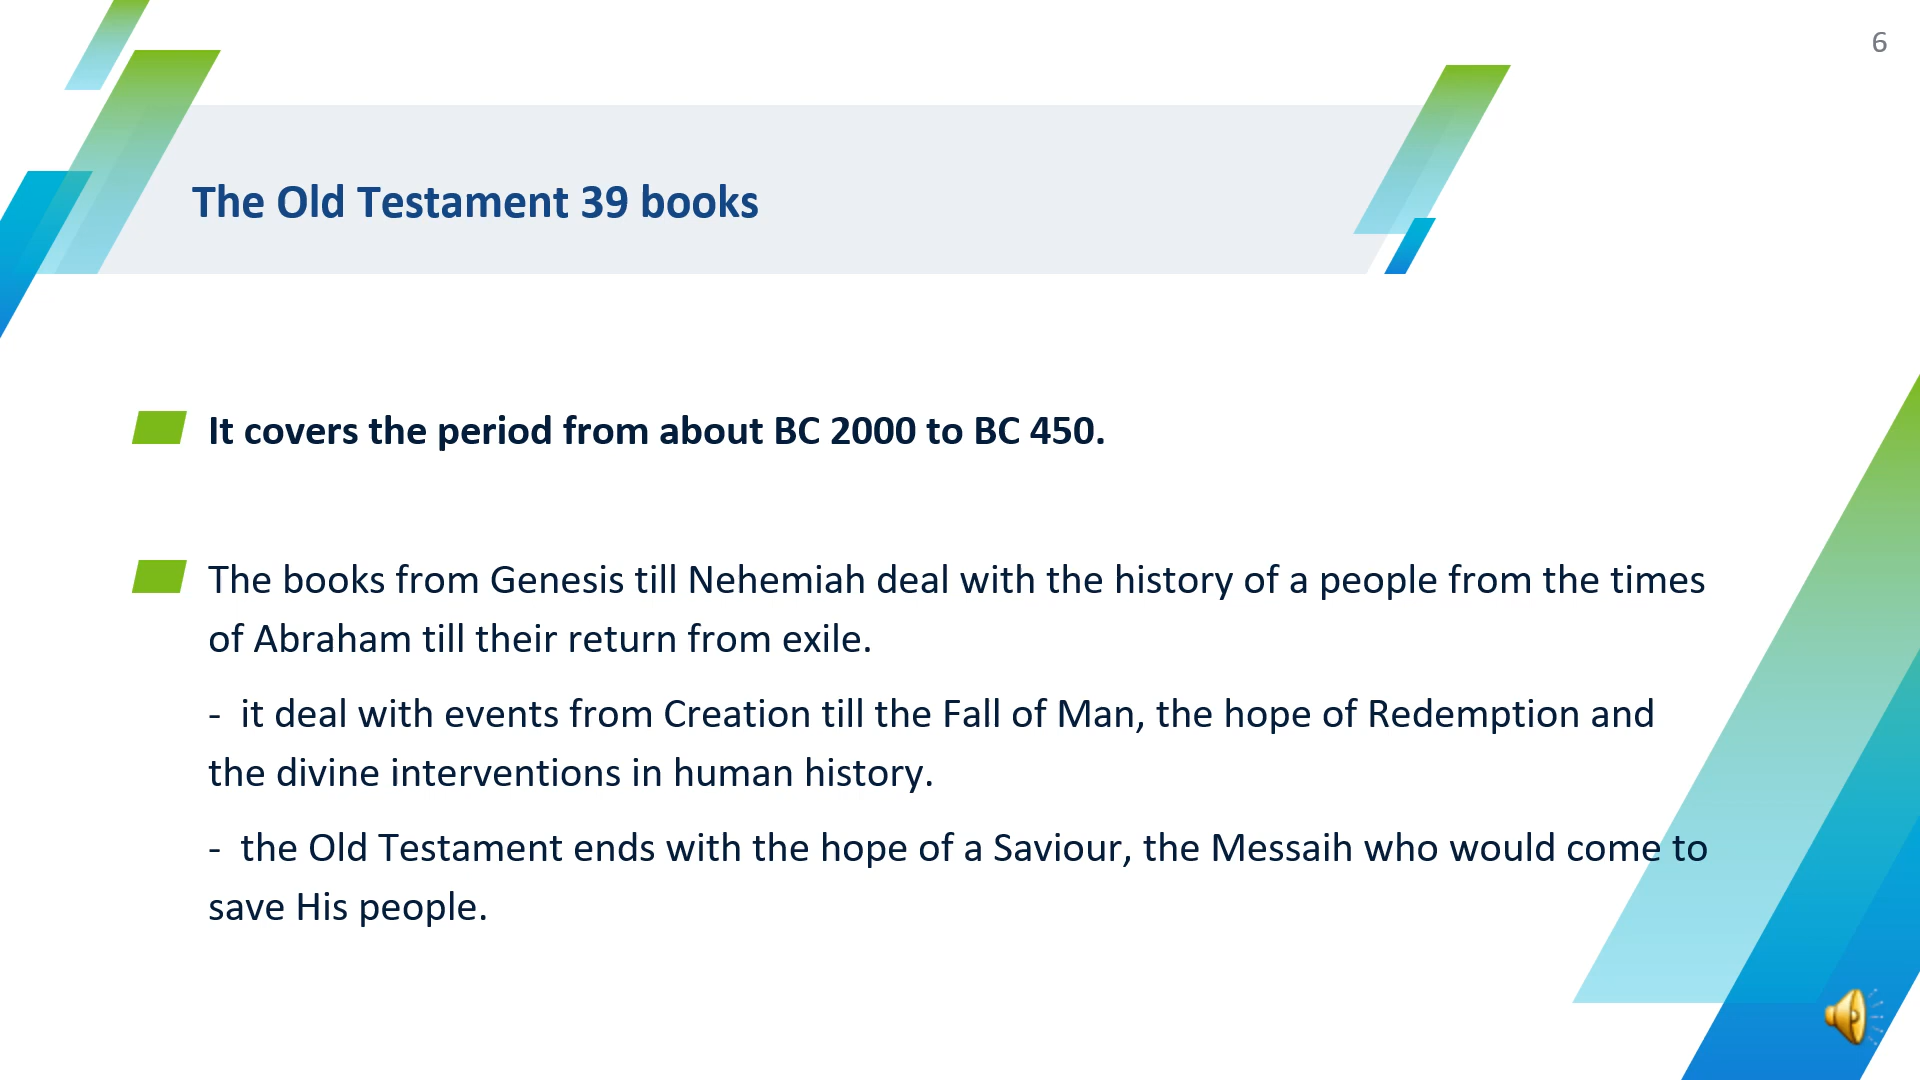 6
The Old Testament 39 books
It covers the period from about BC 2000 to BC 450.
The books from Genesis till Nehemiah deal with the history of a people from the times
of Abraham till their return from exile.
- it deal with events from Creation till the Fall of Man, the hope of Redemption and
the divine interventions in human history.
- the Old Testament ends with the hope of a Saviour, the Messaih who would come to
save His people.